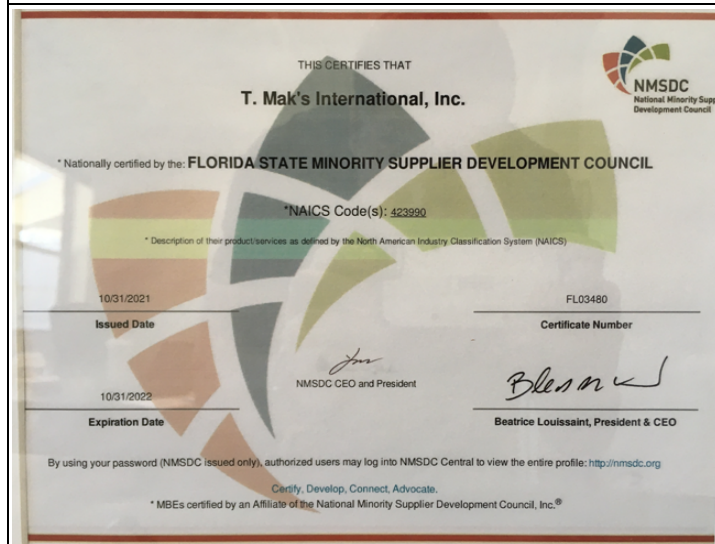 THIS CERTIFIES THAT
T. Mak's International, Inc.
NMSDC
National Minority Supp
Development Council
* Nationally certified by the: FLORIDA STATE MINORITY SUPPLIER DEVELOPMENT COUNCIL
*NAICS Code(s): 423990
* Description of their product/services as defined by the North American Industry Classification System (NAICS)
10/31/2021
Issued Date
FL03480
Certificate Number
NMSDC CEO and President
10/31/2022
Expiration Date
Beatrice Louissaint, President & CEO
By using your password (NMSDC issued only), authorized users may log into NMSDC Central to view the entire profile: http://nmsdc.org
Certify, Develop, Connect, Advocate.
* MBEs certified by an Affiliate of the National Minority Supplier Development Council, Inc.®